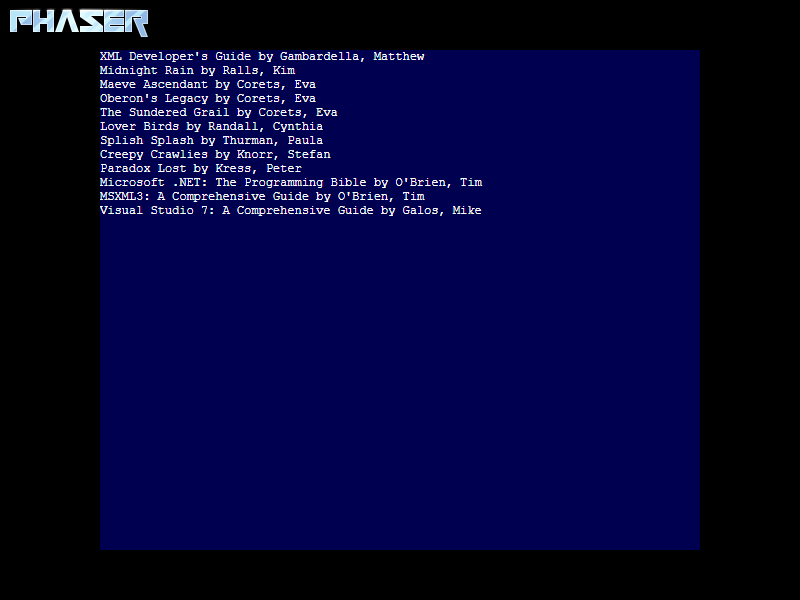 PHASER
XML Developer's Guide by Gambardella, Matthew
Midnight Rain by Ralls, Kim
Maeve Ascendant by Corets, Eva
Oberon's Legacy by Corets, Eva
The Sundered Grail by Corets, Eva
Lover Birds by Randall, Cynthia
Splish Splash by Thurman, Paula
Creepy Crawlies by Knorr, Stefan
Paradox Lost by Kress, Peter
Microsoft .NET: The Programming Bible by O'Brien, Tim
MSXML3: A Comprehensive Guide by O'Brien, Tim
Visual Studio 7: A Comprehensive Guide by Galos, Mike